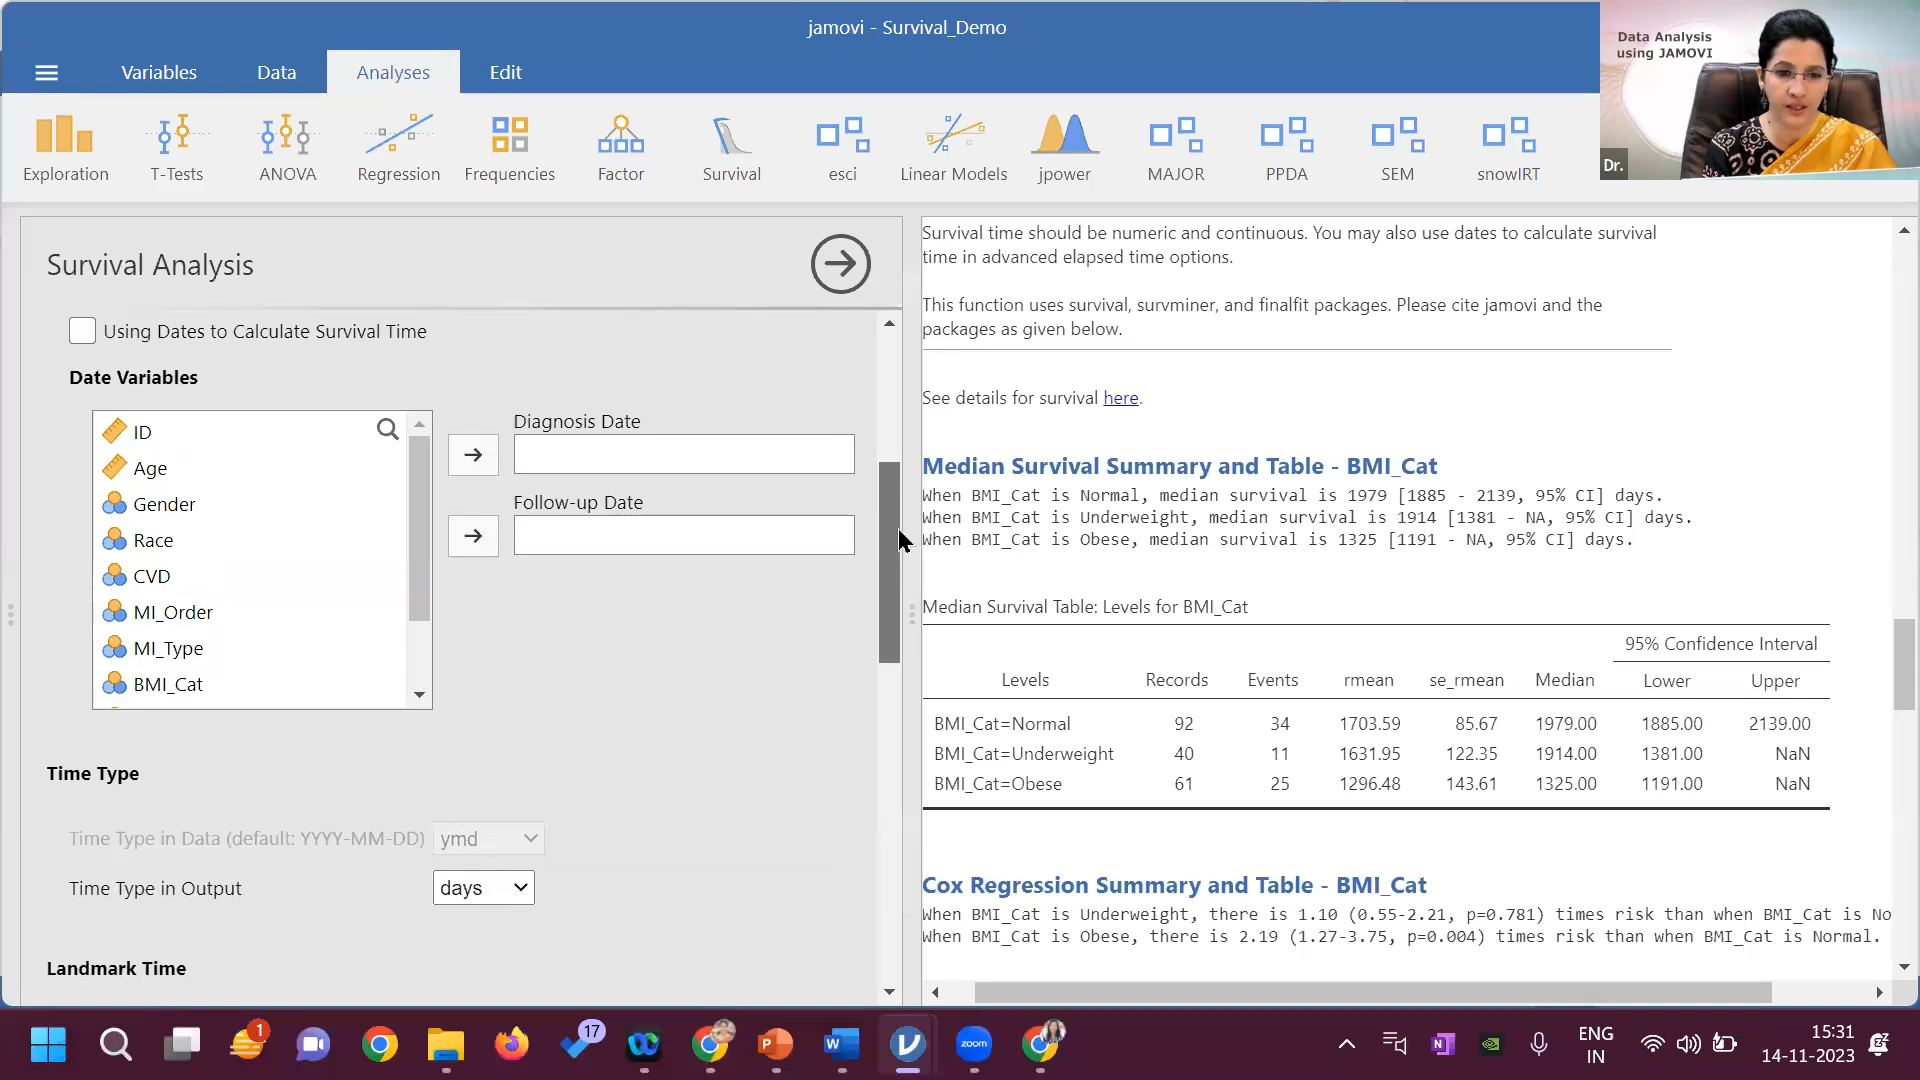 jamovi - Survival_Demo
Data Analysis
using JAMOVI
Dr.
Variables
Data
Analyses
Edit
Exploration
T-Tests
ANOVA
Regression
Frequencies
Factor
Survival
esci
Linear Models
jpower
MAJOR
PPDA
SEM
snowIRT
Survival Analysis
Using Dates to Calculate Survival Time
Date Variables
ID
Age
Gender
Race
CVD
MI_Order
MI_Type
BMI_Cat
Diagnosis Date
Follow-up Date
Time Type
Time Type in Data (default: YYYY-MM-DD) ymd
Time Type in Output days
Landmark Time
Survival time should be numeric and continuous. You may also use dates to calculate survival
time in advanced elapsed time options.
This function uses survival, survminer, and finalfit packages. Please cite jamovi and the
packages as given below.
See details for survival here.
Median Survival Summary and Table - BMI_Cat
When BMI_Cat is Normal, median survival is 1979 [1885 - 2139, 95% CI] days.
When BMI_Cat is Underweight, median survival is 1914 [1381 - NA, 95% CI] days.
When BMI_Cat is Obese, median survival is 1325 [1191 - NA, 95% CI] days.
Median Survival Table: Levels for BMI_Cat
95% Confidence Interval
Levels Records Events rmean se_rmean Median Lower Upper
BMI_Cat=Normal 92 34 1703.59 85.67 1979.00 1885.00 2139.00
BMI_Cat=Underweight 40 11 1631.95 122.35 1914.00 1381.00 NaN
BMI_Cat=Obese 61 25 1296.48 143.61 1325.00 1191.00 NaN
Cox Regression Summary and Table - BMI_Cat
When BMI_Cat is Underweight, there is 1.10 (0.55-2.21, p=0.781) times risk than when BMI_Cat is No
When BMI_Cat is Obese, there is 2.19 (1.27-3.75, p=0.004) times risk than when BMI_Cat is Normal.
1
17
zoom
ENG
IN
15:31
14-11-2023